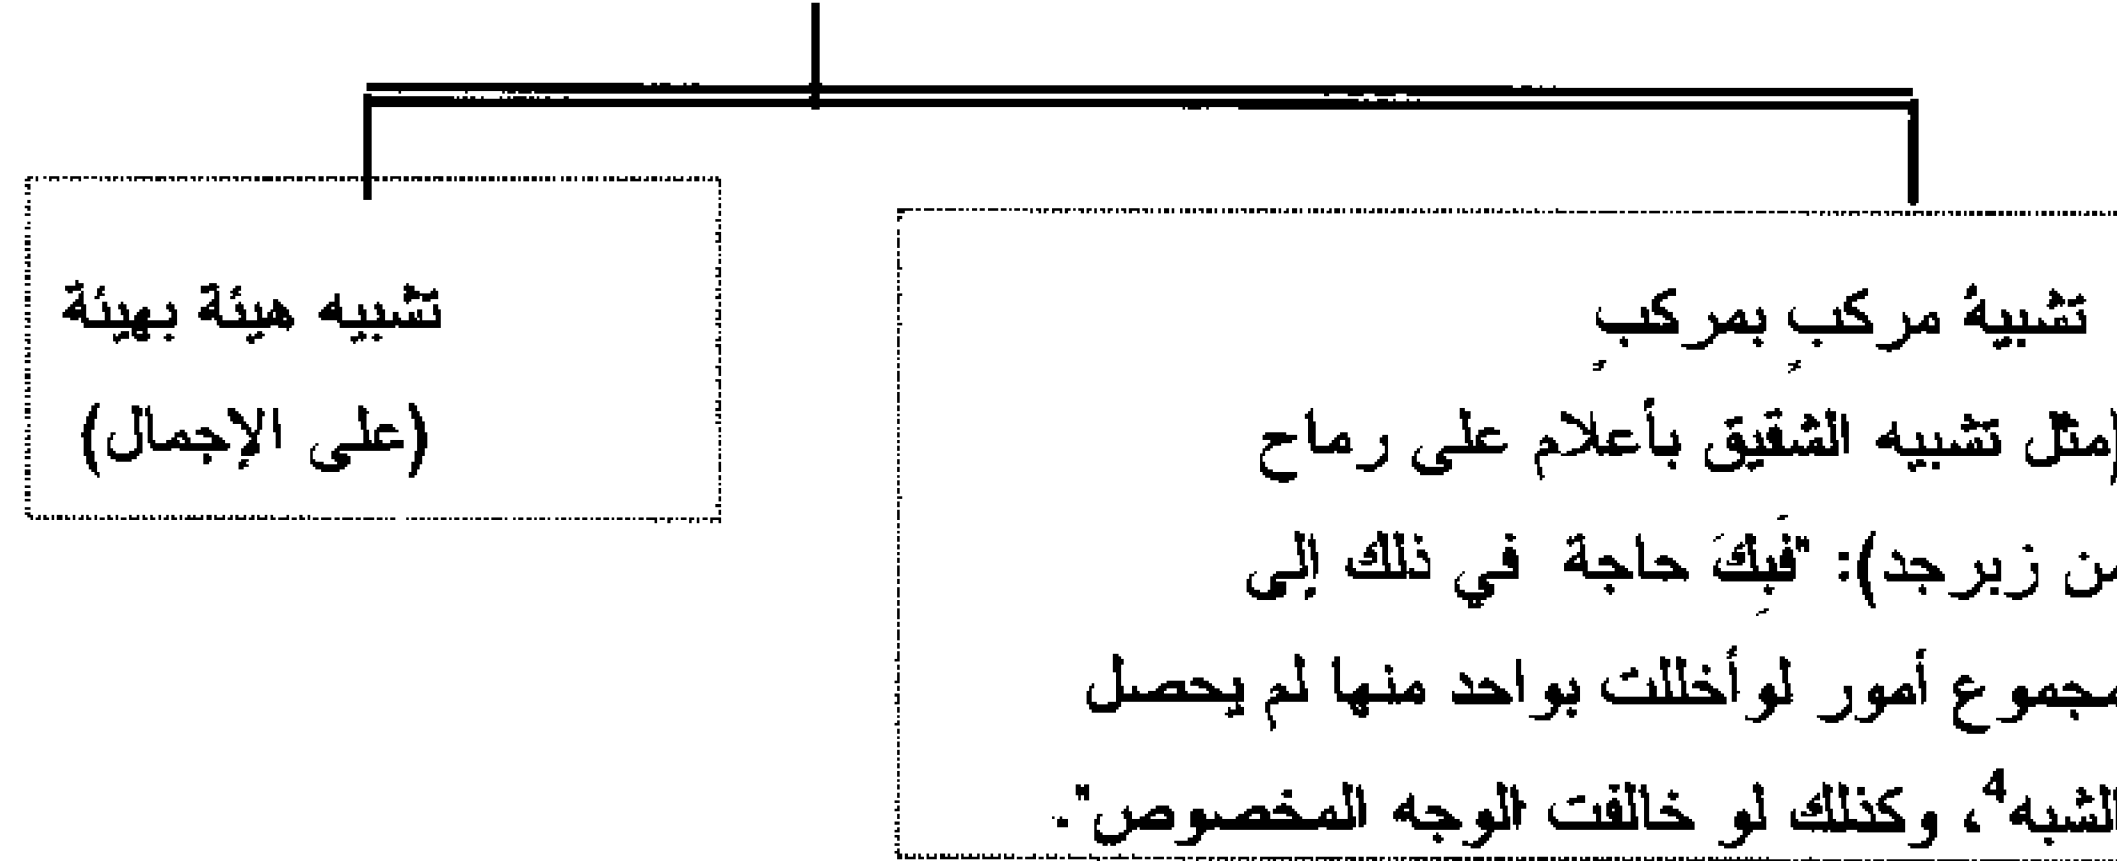 تشبيهُ مركبٍ بمركبٍ
(مثل تشبيه الشقيق بأعلام على رماح
من زبرجد): "فَبِكَ حاجة في ذلك إلى
مجموع أمور لو أخللت بواحد منها لم يحصل
الشبه4، وكذلك لو خالفت الوجه المخصوص".
تشبيه هيئة بهيئة
(على الإجمال)